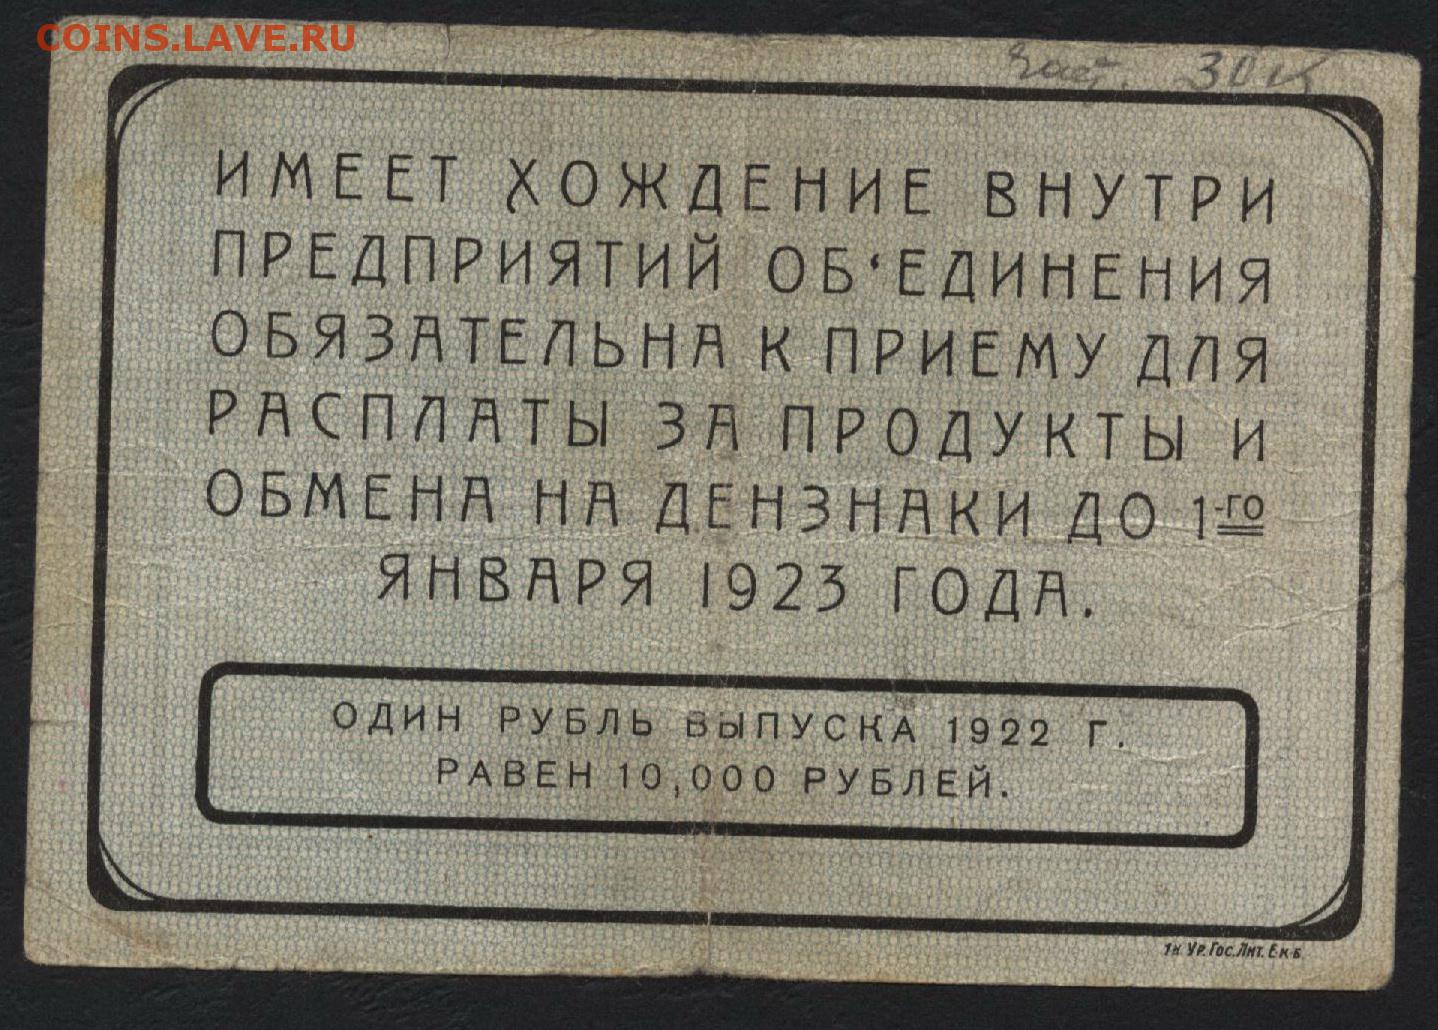 COINS.LAVE.RU
30 к
ИМЕЕТ ХОЖДЕНИЕ ВНУТРИ
ПРЕДПРИЯТИЙ ОБ‘ЕДИНЕНИЯ
ОБЯЗАТЕЛЬНА К ПРИЕМУ ДЛЯ
РАСПЛАТЫ ЗА ПРОДУКТЫ И
ОБМЕНА НА ДЕНЗНАКИ ДО 1-ГО
ЯНВАРЯ 1923 ГОДА.
ОДИН РУБЛЬ ВЫПУСКА 1922 Г.
РАВЕН 10,000 РУБЛЕЙ.
1я Ур. Гос. Лит. Е-К-Б.